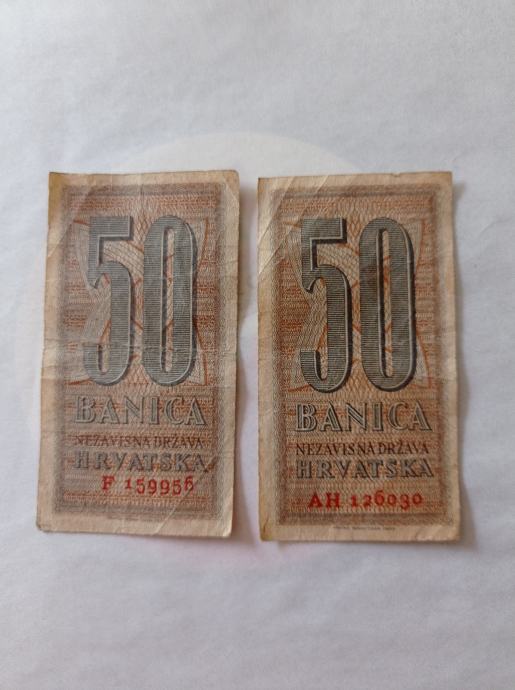 50
BANICA
NEZAVISNA DRŽAVA
HRVATSKA
F 159956
50
BANICA
NEZAVISNA DRŽAVA
HRVATSKA
AH 126030